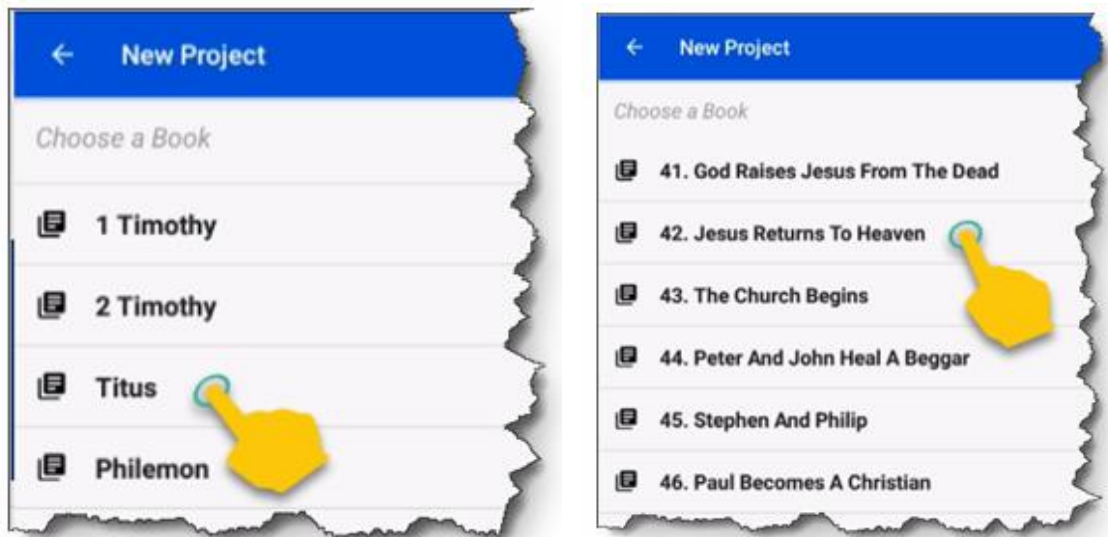 New Project
Choose a Book
1 Timothy
2 Timothy
Titus
Philemon
New Project
Choose a Book
41. God Raises Jesus From The Dead
42. Jesus Returns To Heaven
43. The Church Begins
44. Peter And John Heal A Beggar
45. Stephen And Philip
46. Paul Becomes A Christian